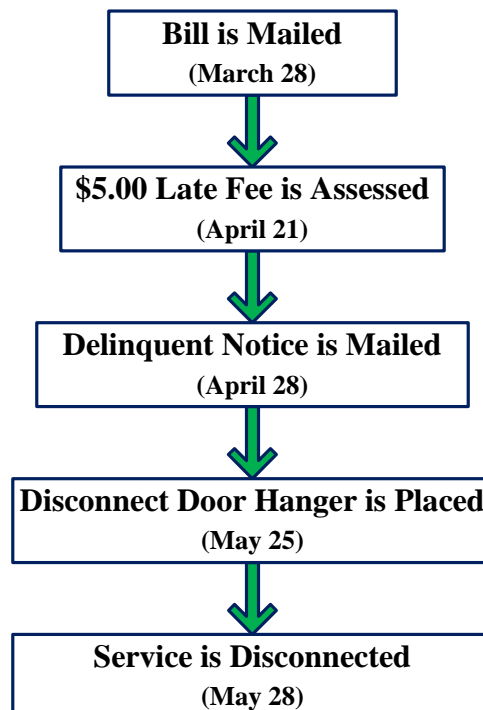 Bill is Mailed
(March 28)
$5.00 Late Fee is Assessed
(April 21)
Delinquent Notice is Mailed
(April 28)
Disconnect Door Hanger is Placed
(May 25)
Service is Disconnected
(May 28)